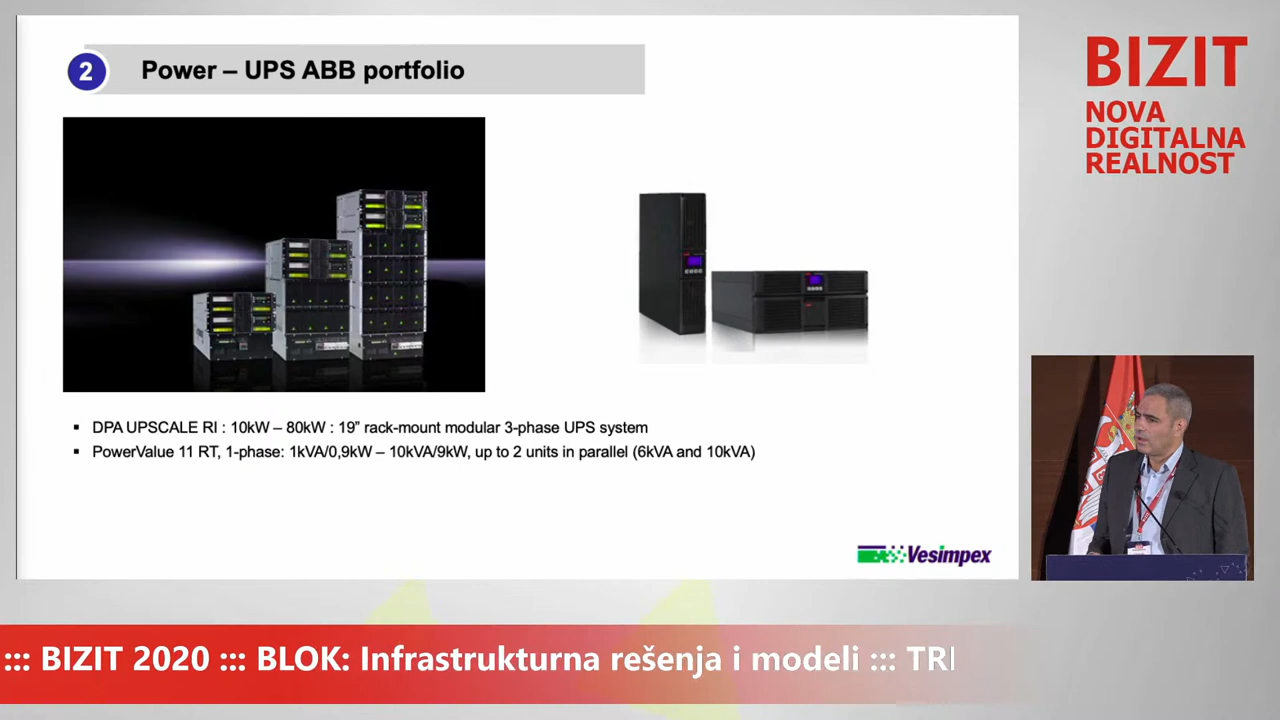 2
Power – UPS ABB portfolio
BIZIT
NOVA
DIGITALNA
REALNOST
▪ DPA UPSCALE RI : 10kW – 80kW : 19” rack-mount modular 3-phase UPS system
▪ PowerValue 11 RT, 1-phase: 1kVA/0,9kW – 10kVA/9kW, up to 2 units in parallel (6kVA and 10kVA)
Vesimpex
::: BIZIT 2020 ::: BLOK: Infrastrukturna rešenja i modeli ::: TRI